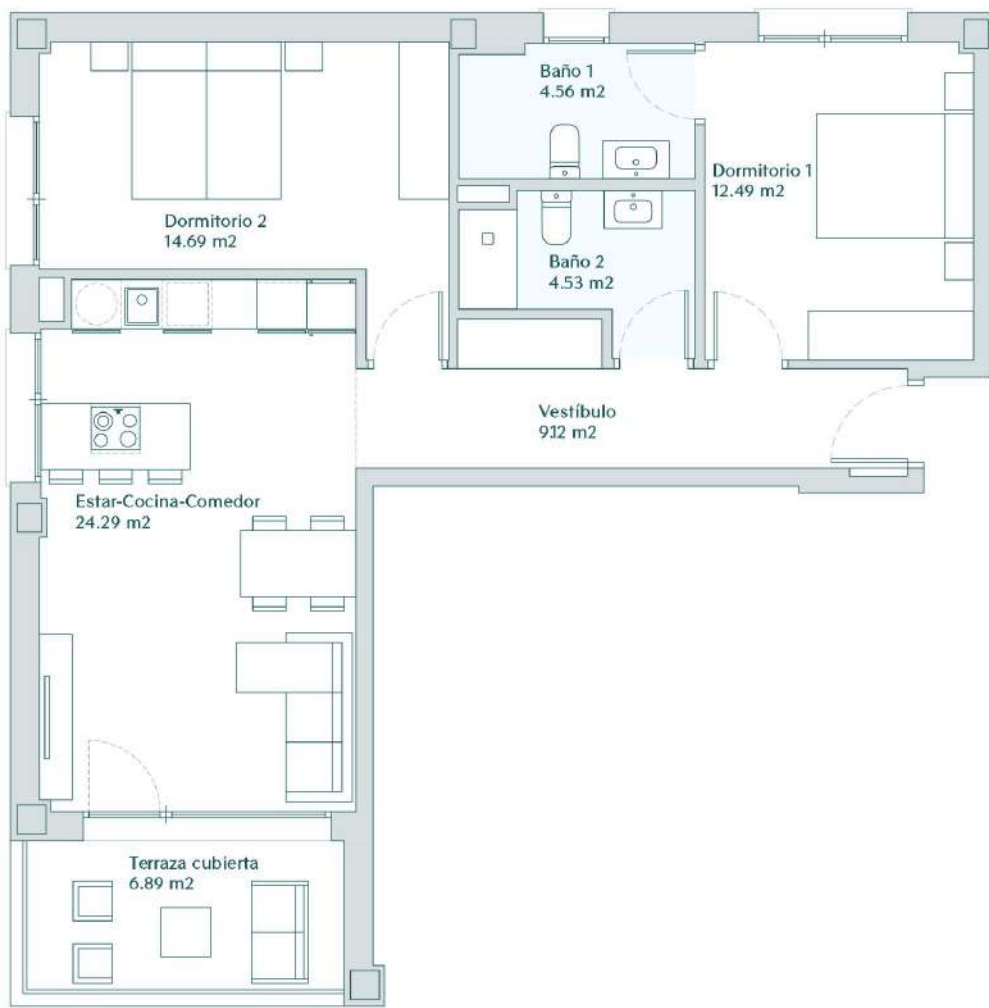 Baño 1
4.56 m2
Dormitorio 1
12.49 m2
Dormitorio 2
14.69 m2
Baño 2
4.53 m2
Vestíbulo
9.12 m2
Estar-Cocina-Comedor
24.29 m2
Terraza cubierta
6.89 m2